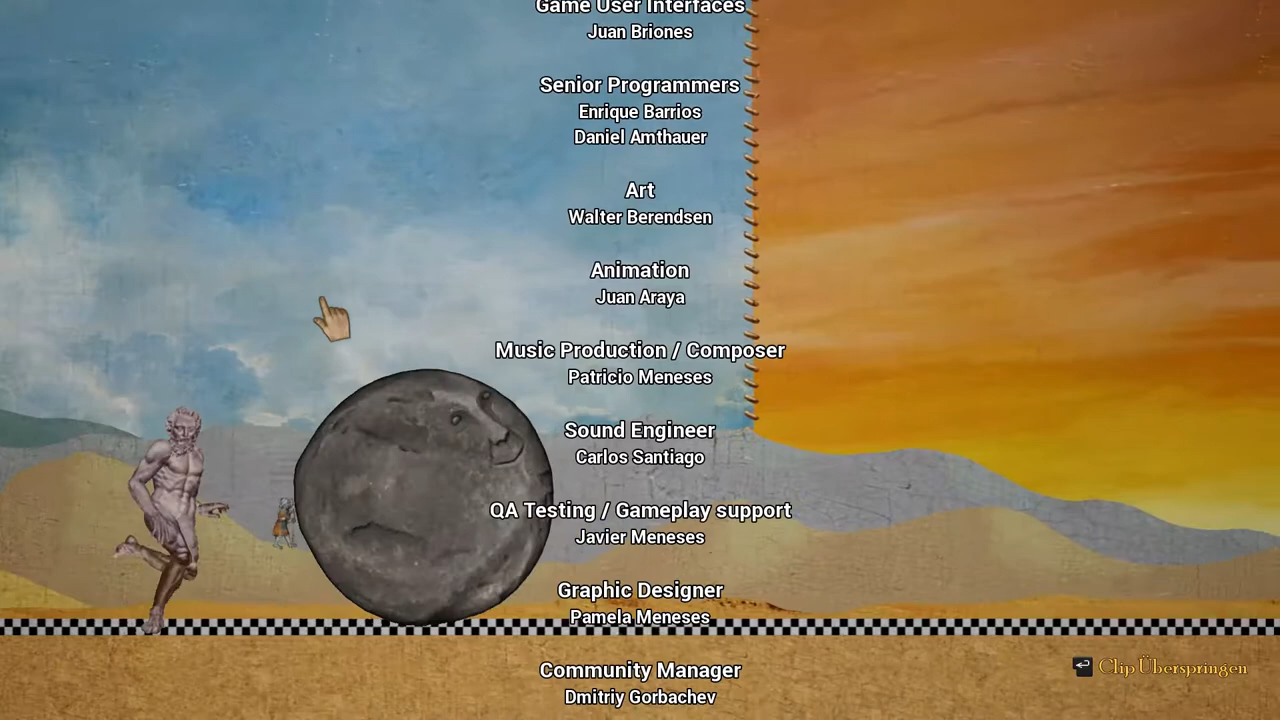 Game User Interfaces
Juan Briones
Senior Programmers
Enrique Barrios
Daniel Amthauer
Art
Walter Berendsen
Animation
Juan Araya
Music Production / Composer
Patricio Meneses
Sound Engineer
Carlos Santiago
QA Testing / Gameplay support
Javier Meneses
Graphic Designer
Pamela Meneses
Community Manager
Dmitriy Gorbachev
Clip Überspringen